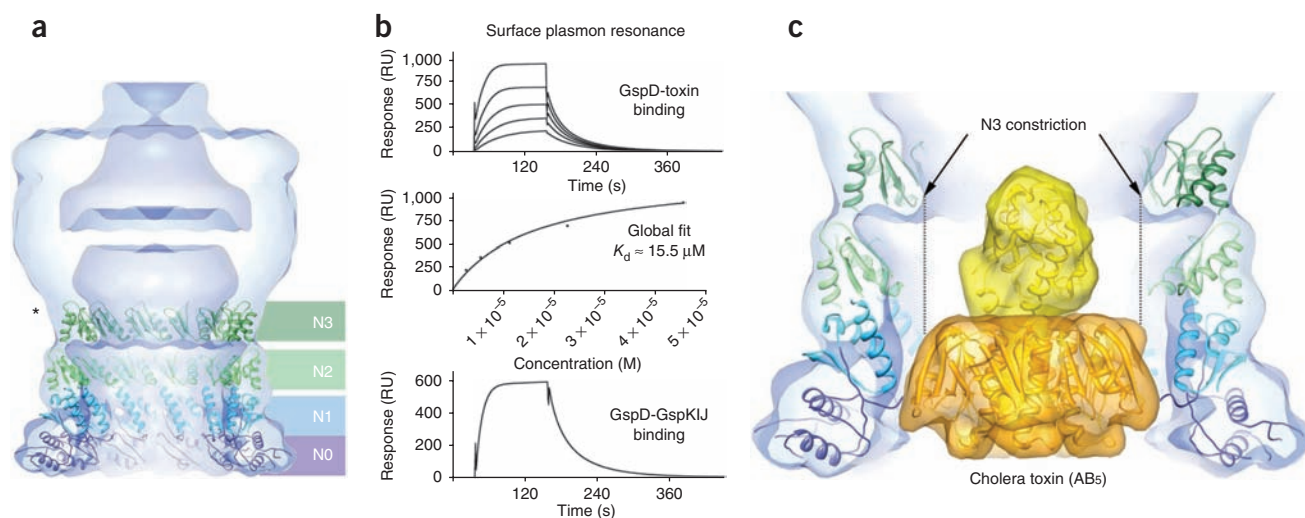 a
*
N3
N2
N1
N0
b
Surface plasmon resonance
Response (RU)
1,000
750
500
250
0
GspD-toxin
binding
120 240 360
Time (s)
Response (RU)
1,000
750
500
250
0
Global fit
Kd ≈ 15.5 μM
1 × 10⁻⁵
2 × 10⁻⁵
3 × 10⁻⁵
4 × 10⁻⁵
5 × 10⁻⁵
Concentration (M)
Response (RU)
600
400
200
0
GspD-GspKIJ
binding
120 240 360
Time (s)
c
N3 constriction
Cholera toxin (AB₅)